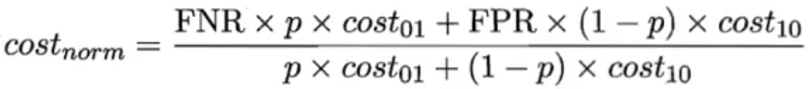 cost_norm = (FNR × p × cost_01 + FPR × (1 − p) × cost_10) / (p × cost_01 + (1 − p) × cost_10)